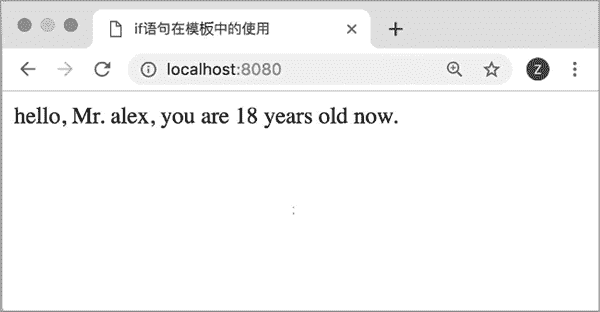 if语句在模板中的使用
localhost:8080
Z
hello, Mr. alex, you are 18 years old now.